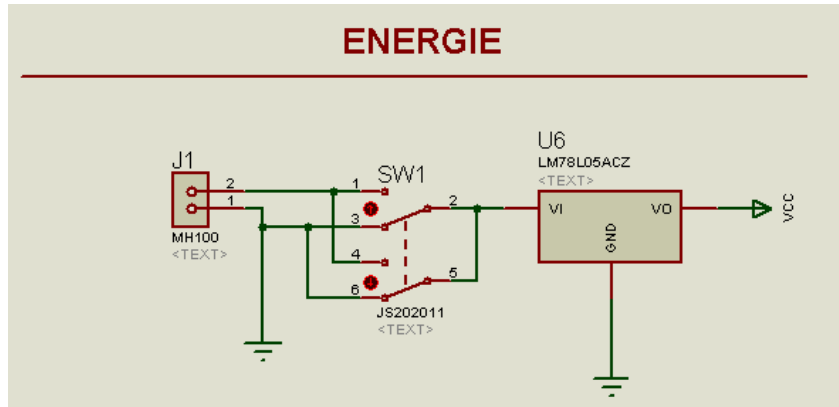 ENERGIE
J1
2
1
MH100
<TEXT>
SW1
1
3
4
6
2
5
JS202011
<TEXT>
U6
LM78L05ACZ
<TEXT>
VI
VO
GND
VCC